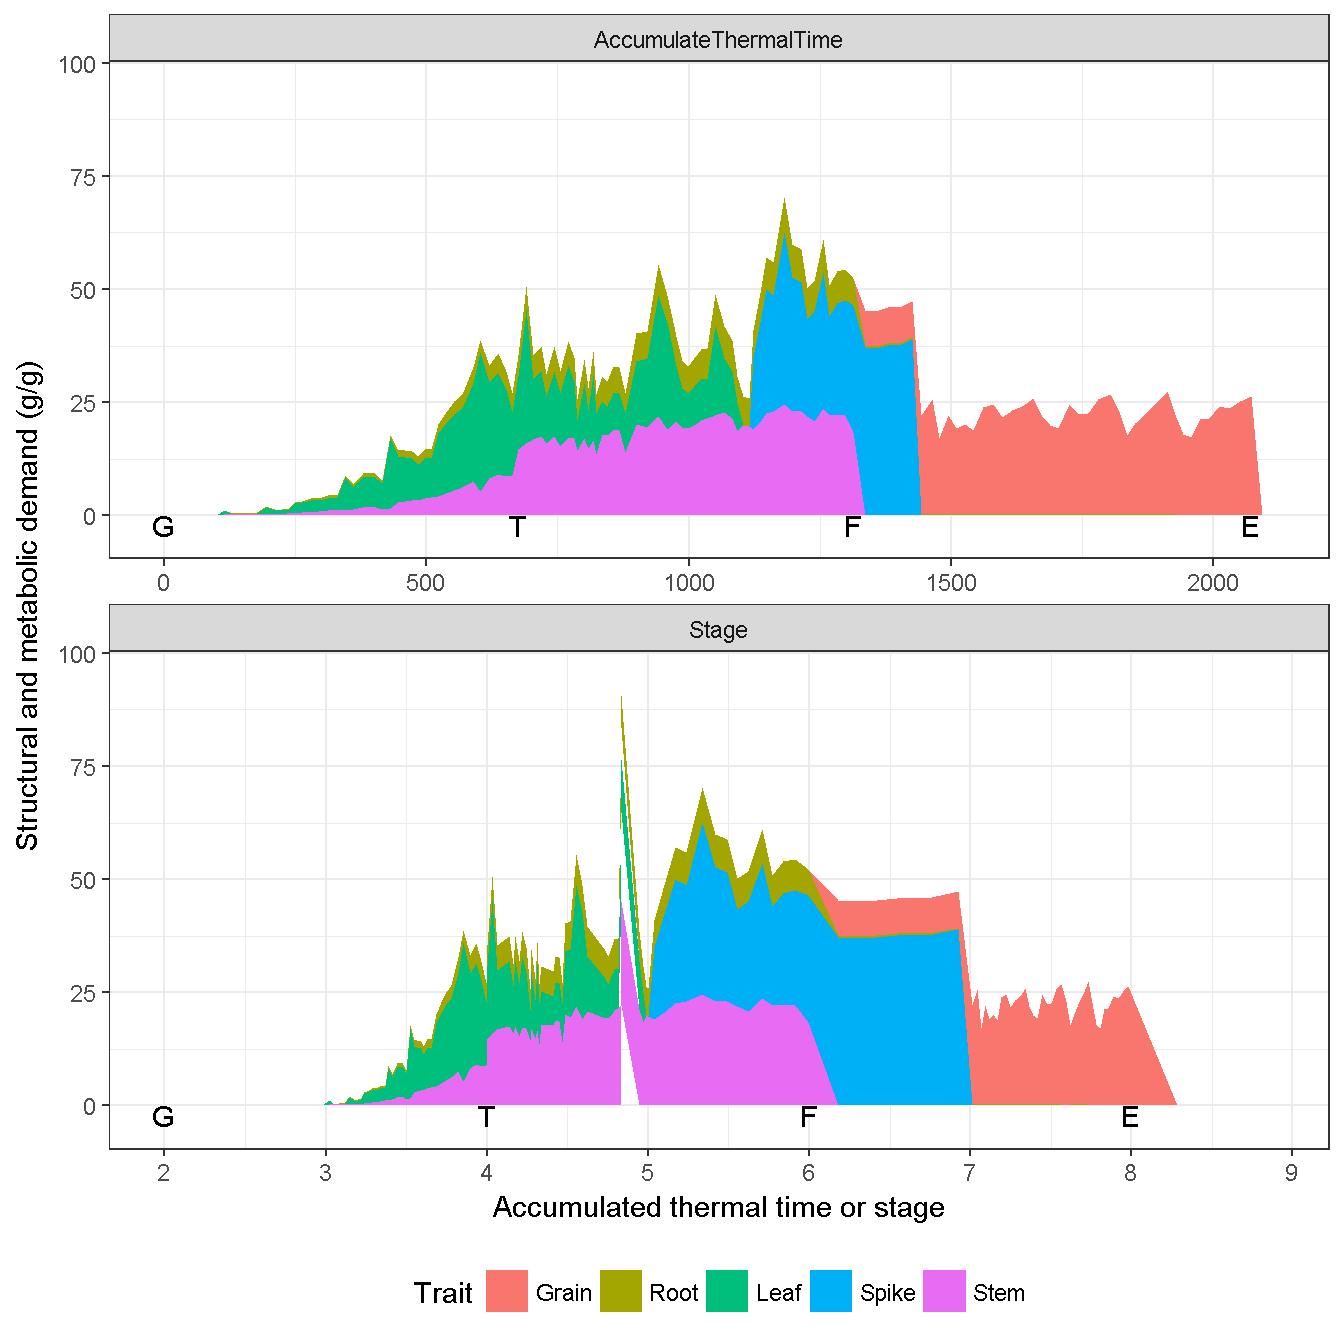 AccumulateThermalTime
100
75
50
25
0
G T F E
0 500 1000 1500 2000
Structural and metabolic demand (g/g)
Stage
100
75
50
25
0
G T F E
2 3 4 5 6 7 8 9
Accumulated thermal time or stage
Trait Grain Root Leaf Spike Stem